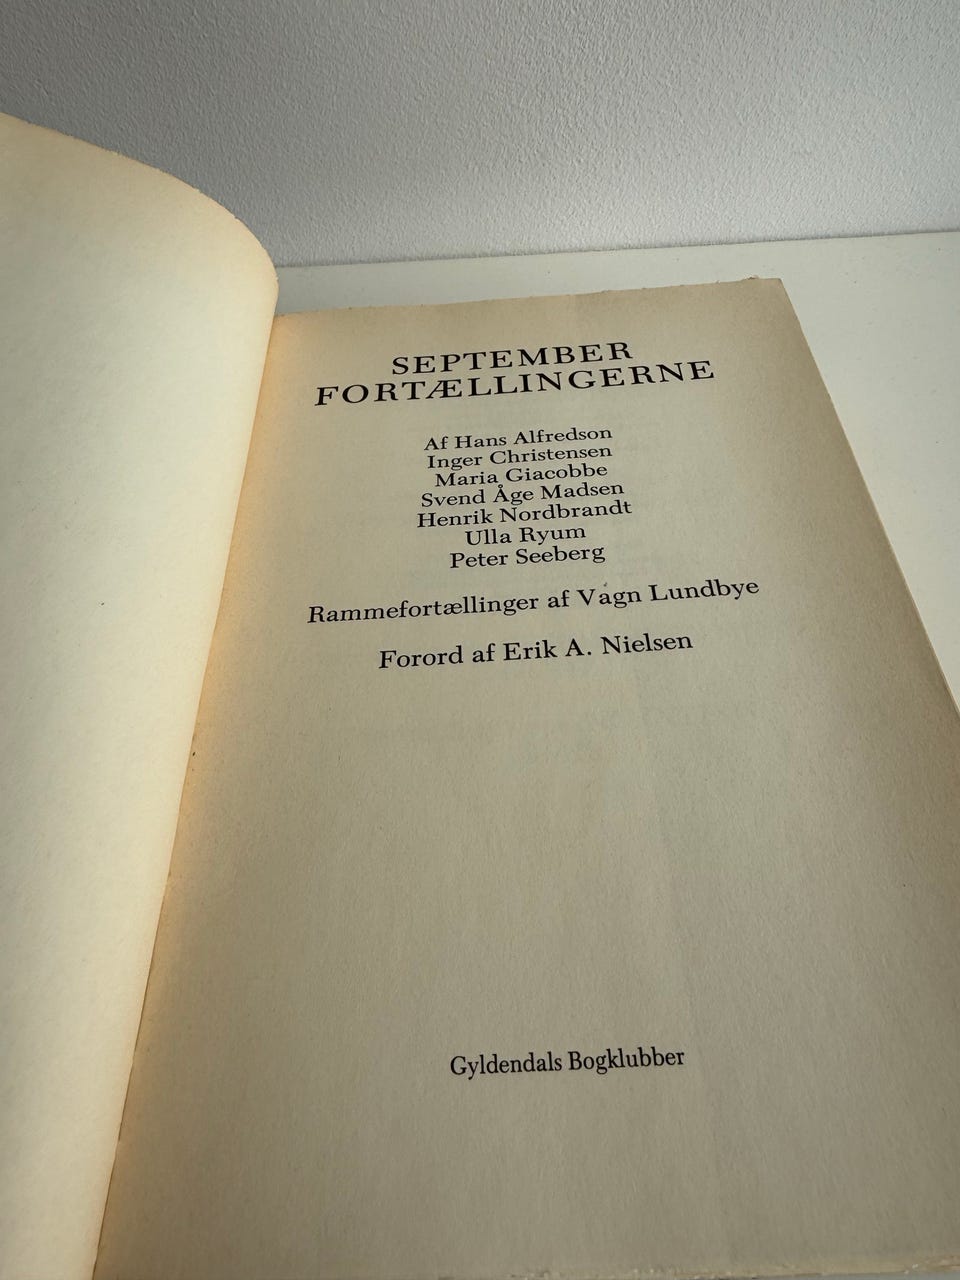 SEPTEMBER
FORTÆLLINGERNE
Af Hans Alfredson
Inger Christensen
Maria Giacobbe
Svend Åge Madsen
Henrik Nordbrandt
Ulla Ryum
Peter Seeberg
Rammefortællinger af Vagn Lundbye
Forord af Erik A. Nielsen
Gyldendals Bogklubber